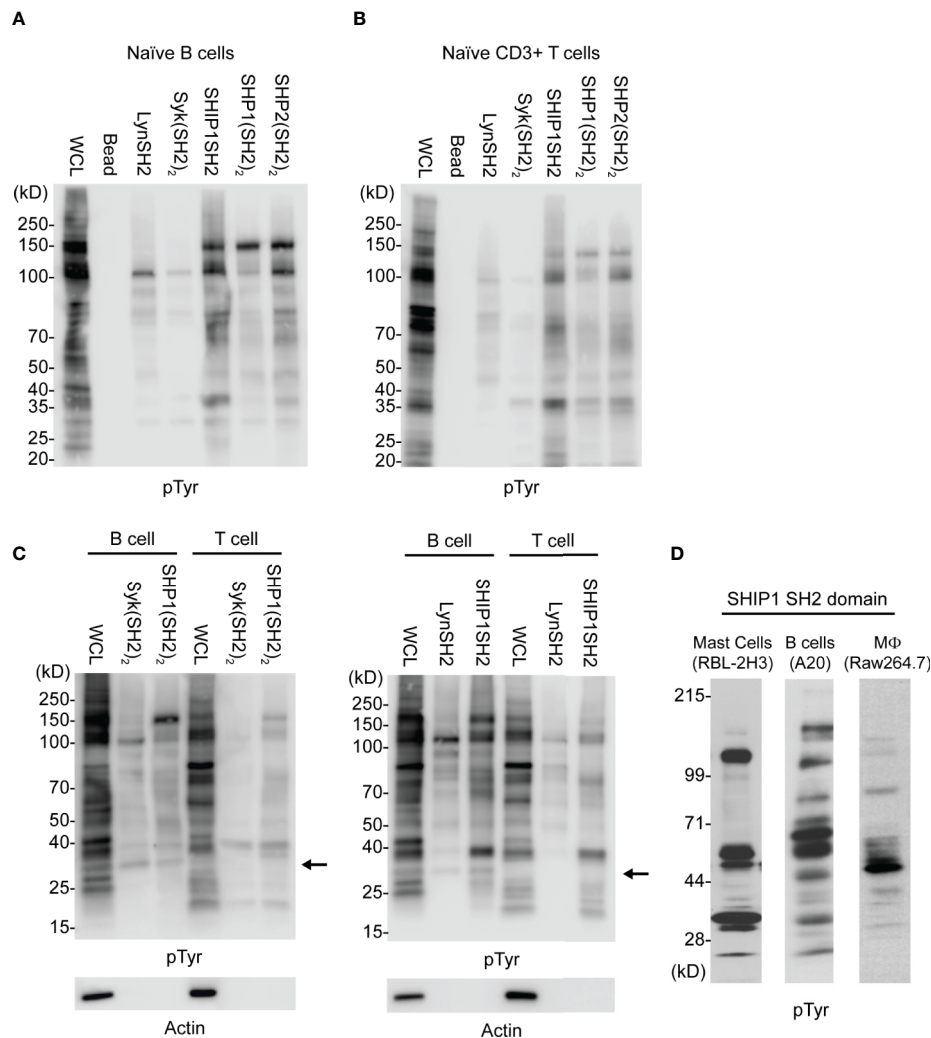 A
Naïve B cells
WCL
Bead
LynSH2
Syk(SH2)2
SHIP1SH2
SHP1(SH2)2
SHP2(SH2)2
(kD)
250-
150-
100-
70-
50-
40-
35-
25-
20-
pTyr
B
Naïve CD3+ T cells
WCL
Bead
LynSH2
Syk(SH2)2
SHIP1SH2
SHP1(SH2)2
SHP2(SH2)2
(kD)
250-
150-
100-
70-
50-
40-
35-
25-
20-
pTyr
C
B cell
T cell
WCL
Syk(SH2)2
SHP1(SH2)2
WCL
Syk(SH2)2
SHP1(SH2)2
(kD)
250-
150-
100-
70-
50-
40-
25-
15-
pTyr
Actin
B cell
T cell
WCL
LynSH2
SHIP1SH2
WCL
LynSH2
SHIP1SH2
(kD)
250-
150-
100-
70-
50-
40-
25-
15-
pTyr
Actin
D
SHIP1 SH2 domain
Mast Cells
(RBL-2H3)
B cells
(A20)
MΦ
(Raw264.7)
215-
99-
71-
44-
28-
(kD)
pTyr